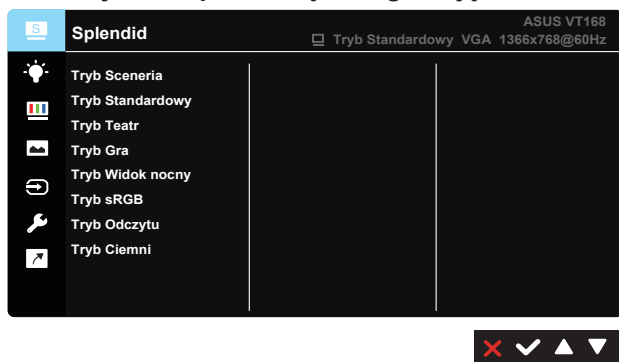 S
Splendid
ASUS VT168
Tryb Standardowy VGA 1366x768@60Hz
Tryb Sceneria
Tryb Standardowy
Tryb Teatr
Tryb Gra
Tryb Widok nocny
Tryb sRGB
Tryb Odczytu
Tryb Ciemni